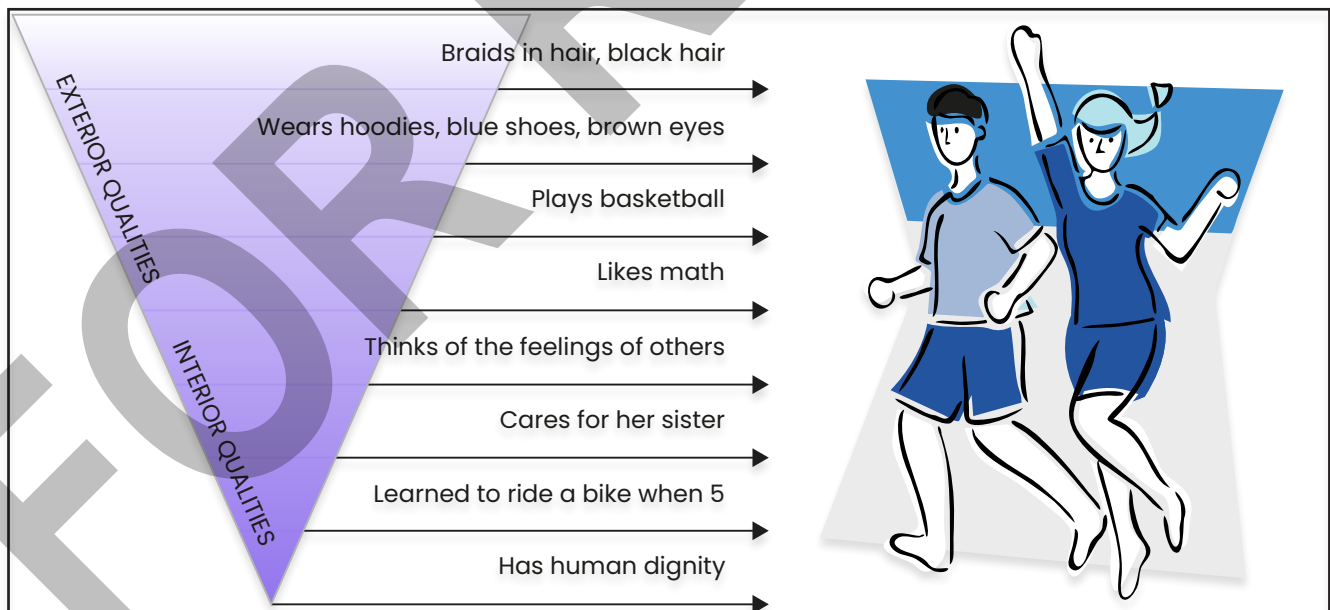 Braids in hair, black hair
EXTERIOR QUALITIES
Wears hoodies, blue shoes, brown eyes
Plays basketball
Likes math
Thinks of the feelings of others
INTERIOR QUALITIES
Cares for her sister
Learned to ride a bike when 5
Has human dignity
FOR